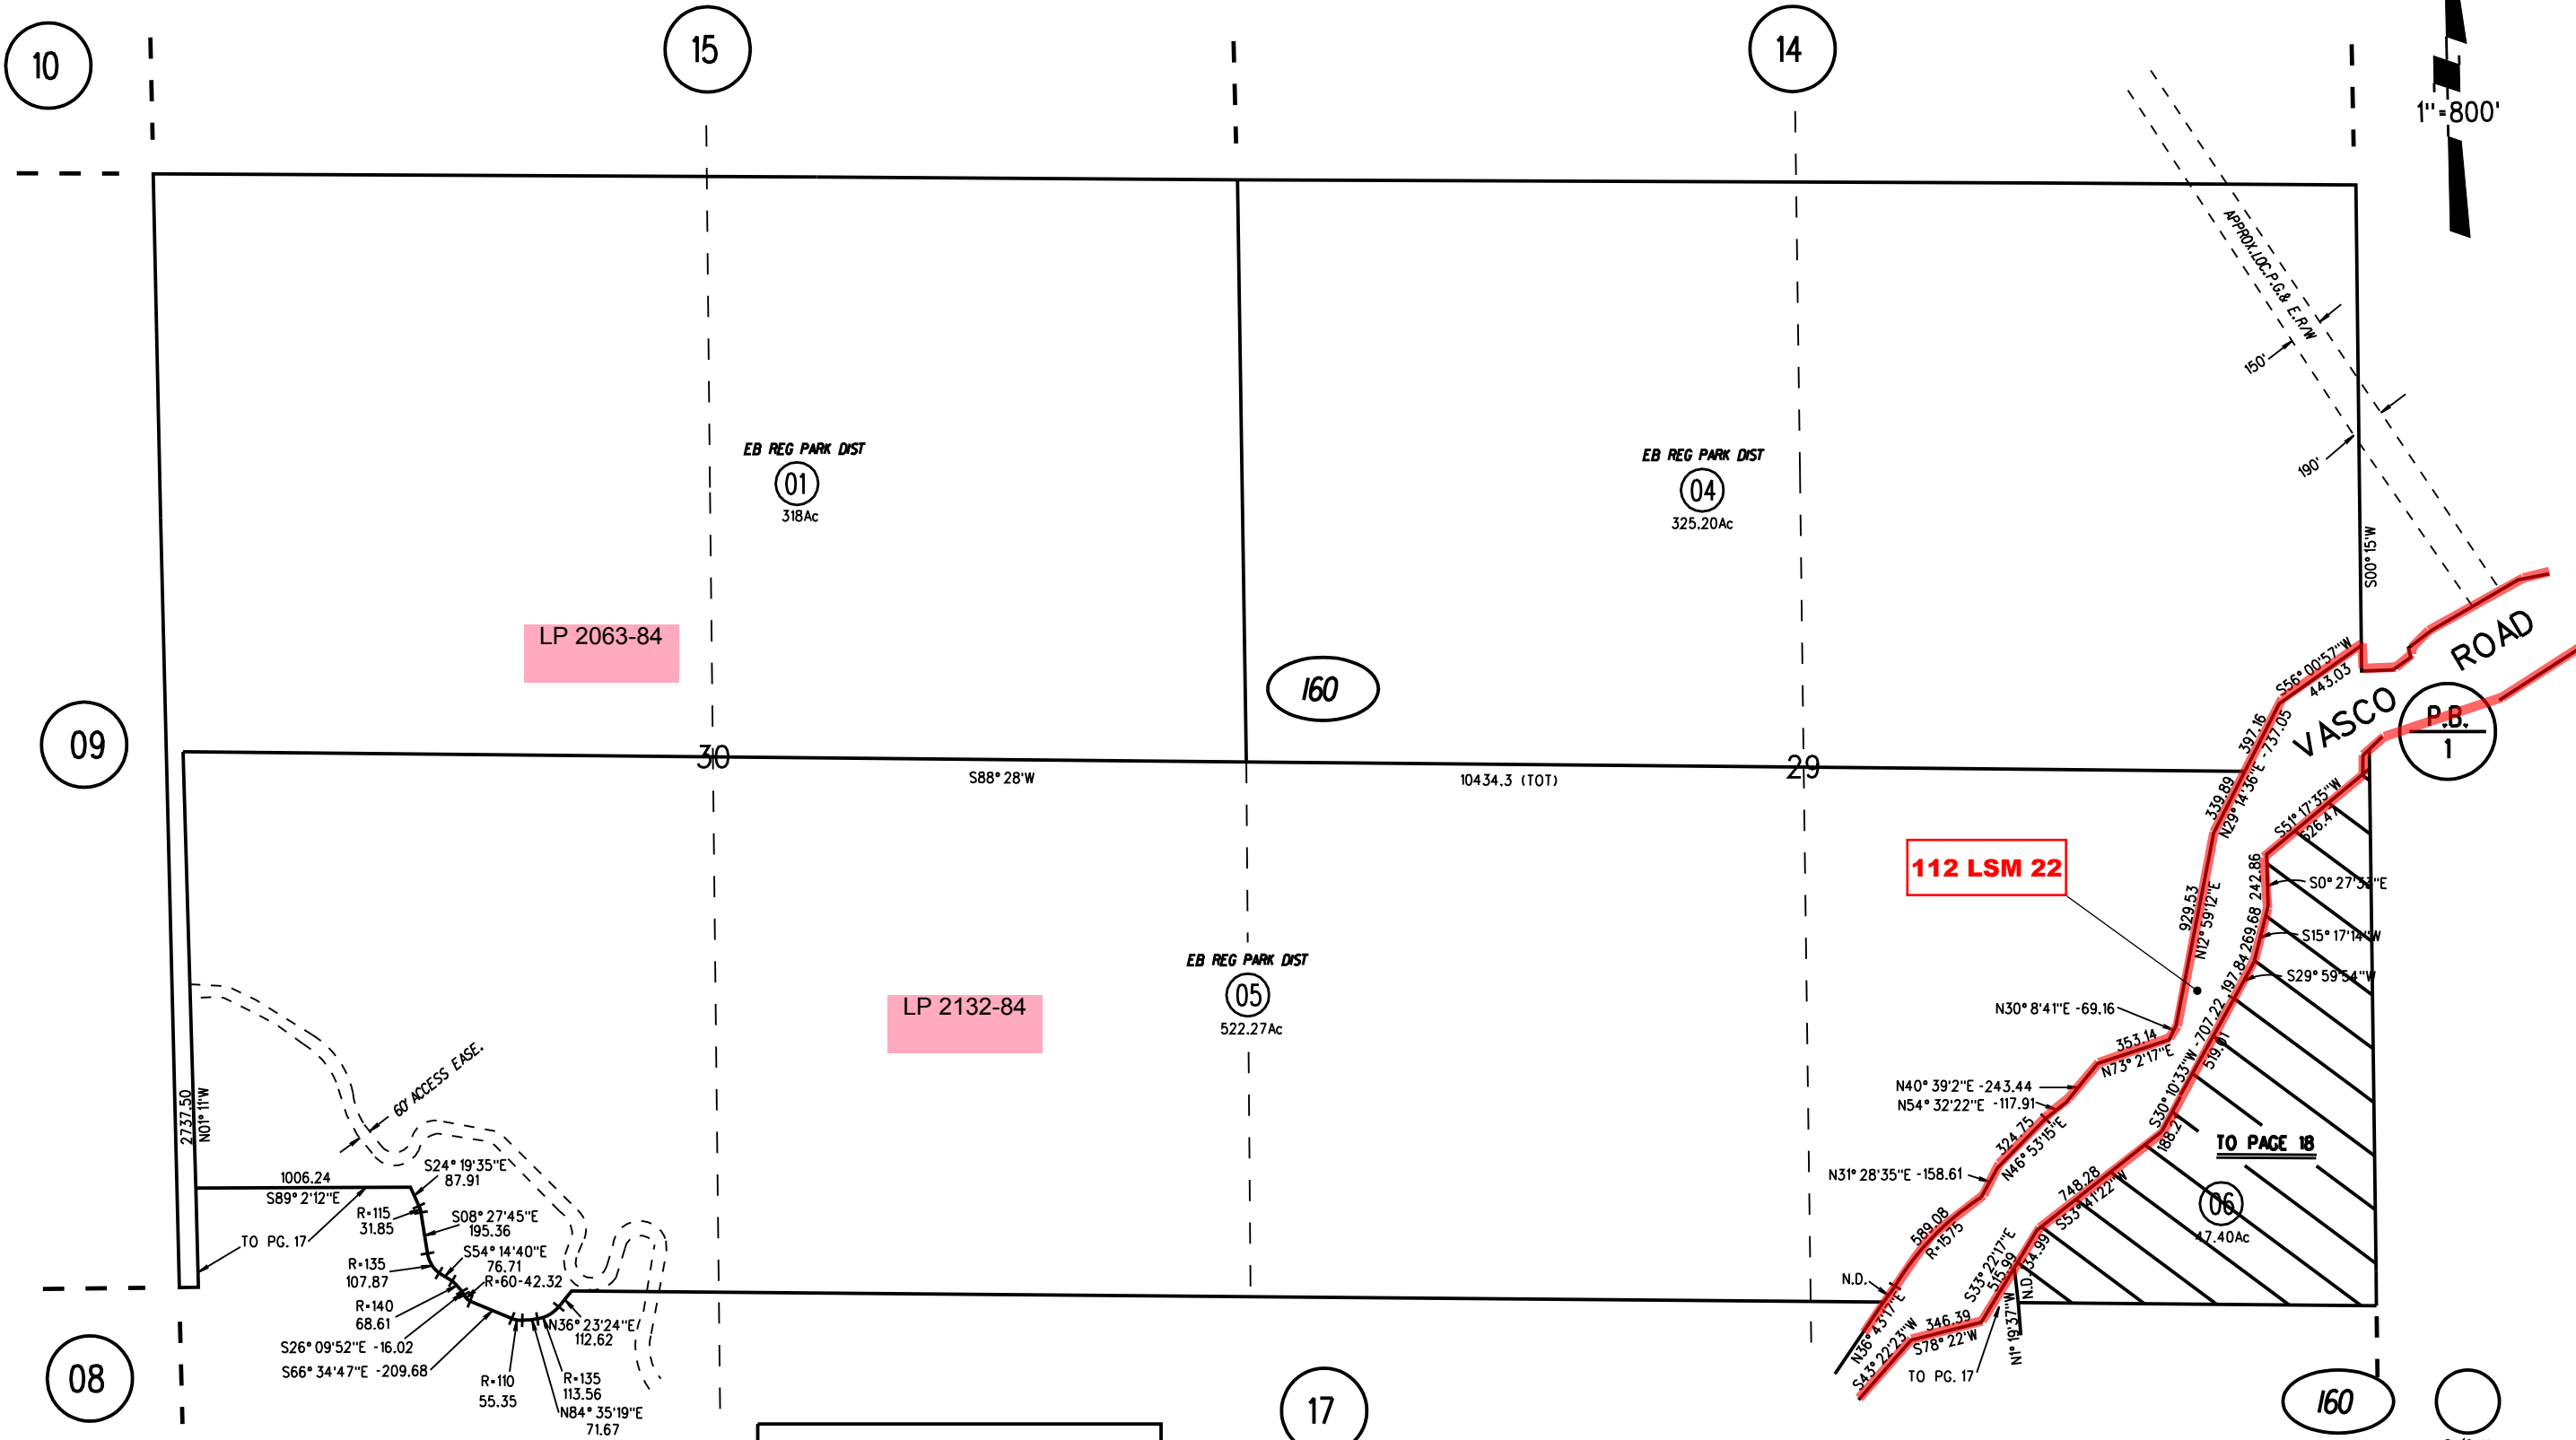 10
15
14
1"=800'
APPROX.LOC.P.G.& E.R/W
150'
190'
EB REG PARK DIST
01
318Ac
EB REG PARK DIST
04
325.20Ac
S00° 15'W
LP 2063-84
160
ROAD
VASCO
P.B.
1
S56° 00'57"W
443.03
397.16
N29° 14'36"E -737.05
339.89
09
30
S88° 28'W
10434.3 (TOT)
29
S51° 17'35"W
526.47
112 LSM 22
242.86
S0° 27'33"E
929.53
N12° 59'12"E
269.68
S15° 17'14"W
197.84
S29° 59'54"W
EB REG PARK DIST
05
522.27Ac
LP 2132-84
N30° 8'41"E -69.16
353.14
N73° 2'17"E
S30° 10'33"W -707.22
519.01
N40° 39'2"E -243.44
N54° 32'22"E -117.91
324.75
N46° 53'15"E
188.21
TO PAGE 18
N31° 28'35"E -158.61
748.28
S53° 41'22"W
06
47.40Ac
60' ACCESS EASE.
2737.50
N01° 11'W
1006.24
S89° 2'12"E
S24° 19'35"E
87.91
R=115
31.85
S08° 27'45"E
195.36
TO PG. 17
S54° 14'40"E
76.71
R=135
107.87
R=60-42.32
R=140
68.61
S26° 09'52"E -16.02
S66° 34'47"E -209.68
N36° 23'24"E
112.62
R=110
55.35
R=135
113.56
N84° 35'19"E
71.67
589.08
R=1575
N.D.
N36° 43'17"E
S43° 22'23"W
346.39
S78° 22'W
S33° 22'17"E
515.99
134.99
N.D.
TO PG. 17
08
17
160